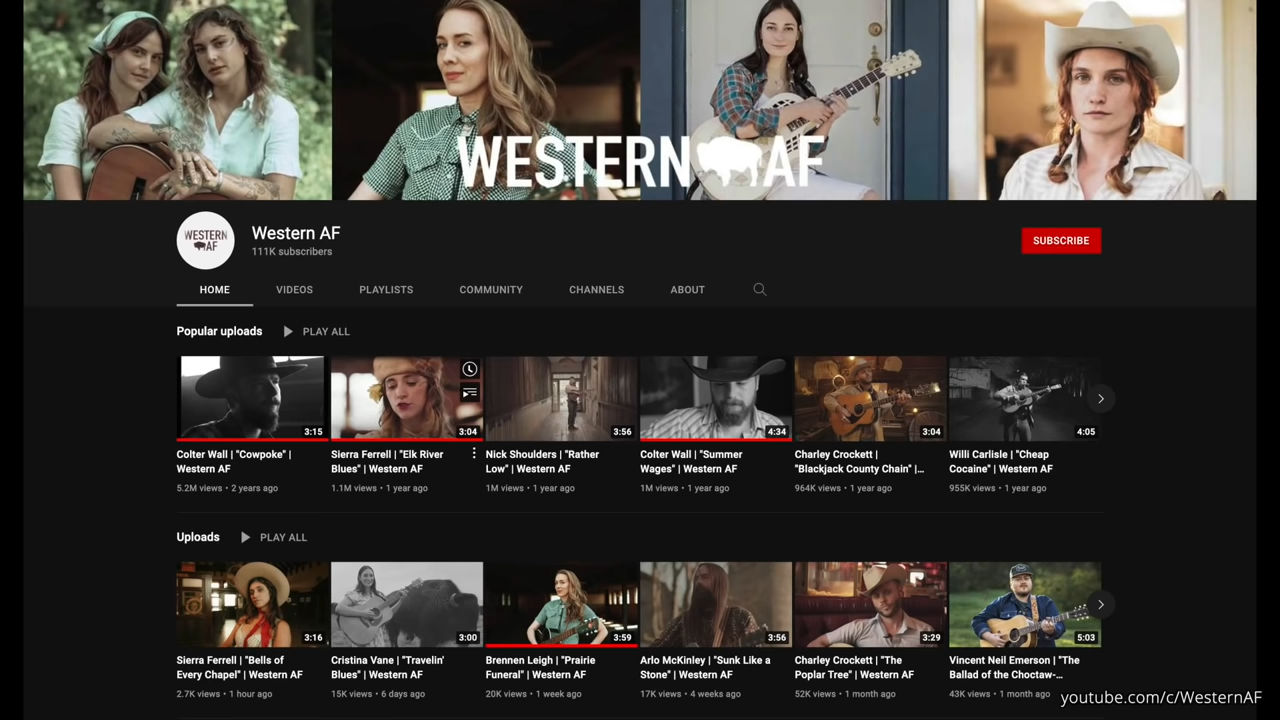 WESTERN AF
WESTERN
AF
Western AF
111K subscribers
SUBSCRIBE
HOME
VIDEOS
PLAYLISTS
COMMUNITY
CHANNELS
ABOUT
Popular uploads
PLAY ALL
3:15
3:04
3:56
4:34
3:04
4:05
Colter Wall | "Cowpoke" |
Western AF
5.2M views • 2 years ago
Sierra Ferrell | "Elk River
Blues" | Western AF
1.1M views • 1 year ago
Nick Shoulders | "Rather
Low" | Western AF
1M views • 1 year ago
Colter Wall | "Summer
Wages" | Western AF
1M views • 1 year ago
Charley Crockett |
"Blackjack County Chain" |…
964K views • 1 year ago
Willi Carlisle | "Cheap
Cocaine" | Western AF
955K views • 1 year ago
Uploads
PLAY ALL
3:16
3:00
3:59
3:56
3:29
5:03
Sierra Ferrell | "Bells of
Every Chapel" | Western AF
2.7K views • 1 hour ago
Cristina Vane | "Travelin'
Blues" | Western AF
15K views • 6 days ago
Brennen Leigh | "Prairie
Funeral" | Western AF
20K views • 1 week ago
Arlo McKinley | "Sunk Like a
Stone" | Western AF
17K views • 4 weeks ago
Charley Crockett | "The
Poplar Tree" | Western AF
52K views • 1 month ago
Vincent Neil Emerson | "The
Ballad of the Choctaw-…
43K views • 1 month ago
youtube.com/c/WesternAF